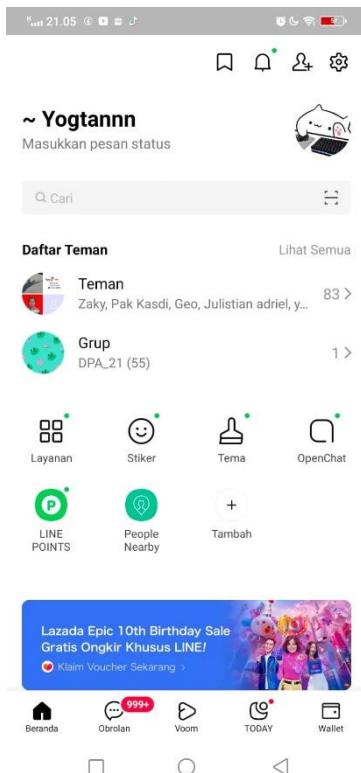 21.05
~ Yogtannn
Masukkan pesan status
Cari
Daftar Teman
Lihat Semua
Teman
Zaky, Pak Kasdi, Geo, Julistian adriel, y...
83
Grup
DPA_21 (55)
1
Layanan
Stiker
Tema
OpenChat
P
LINE POINTS
People Nearby
Tambah
Lazada Epic 10th Birthday Sale
Gratis Ongkir Khusus LINE!
Klaim Voucher Sekarang
999+
Beranda
Obrolan
Voom
TODAY
Wallet